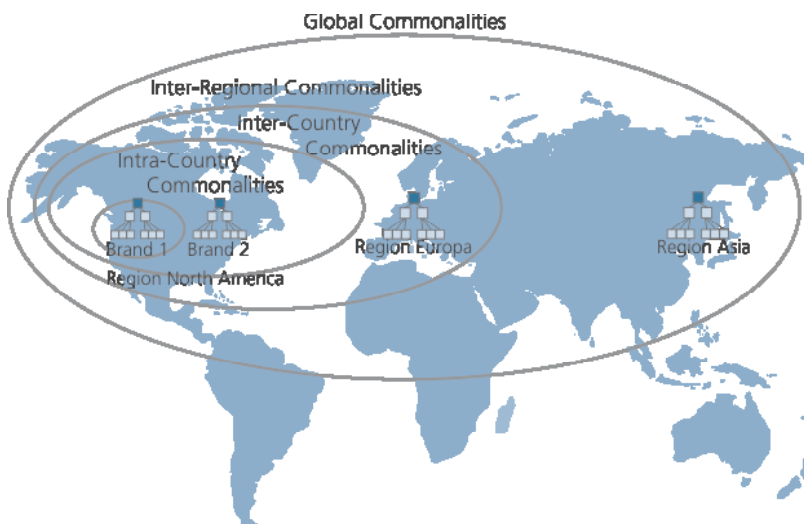 Global Commonalities
Inter-Regional Commonalities
Inter-Country
Commonalities
Intra-Country
Commonalities
Brand 1
Brand 2
Region Europa
Region Asia
Region North America